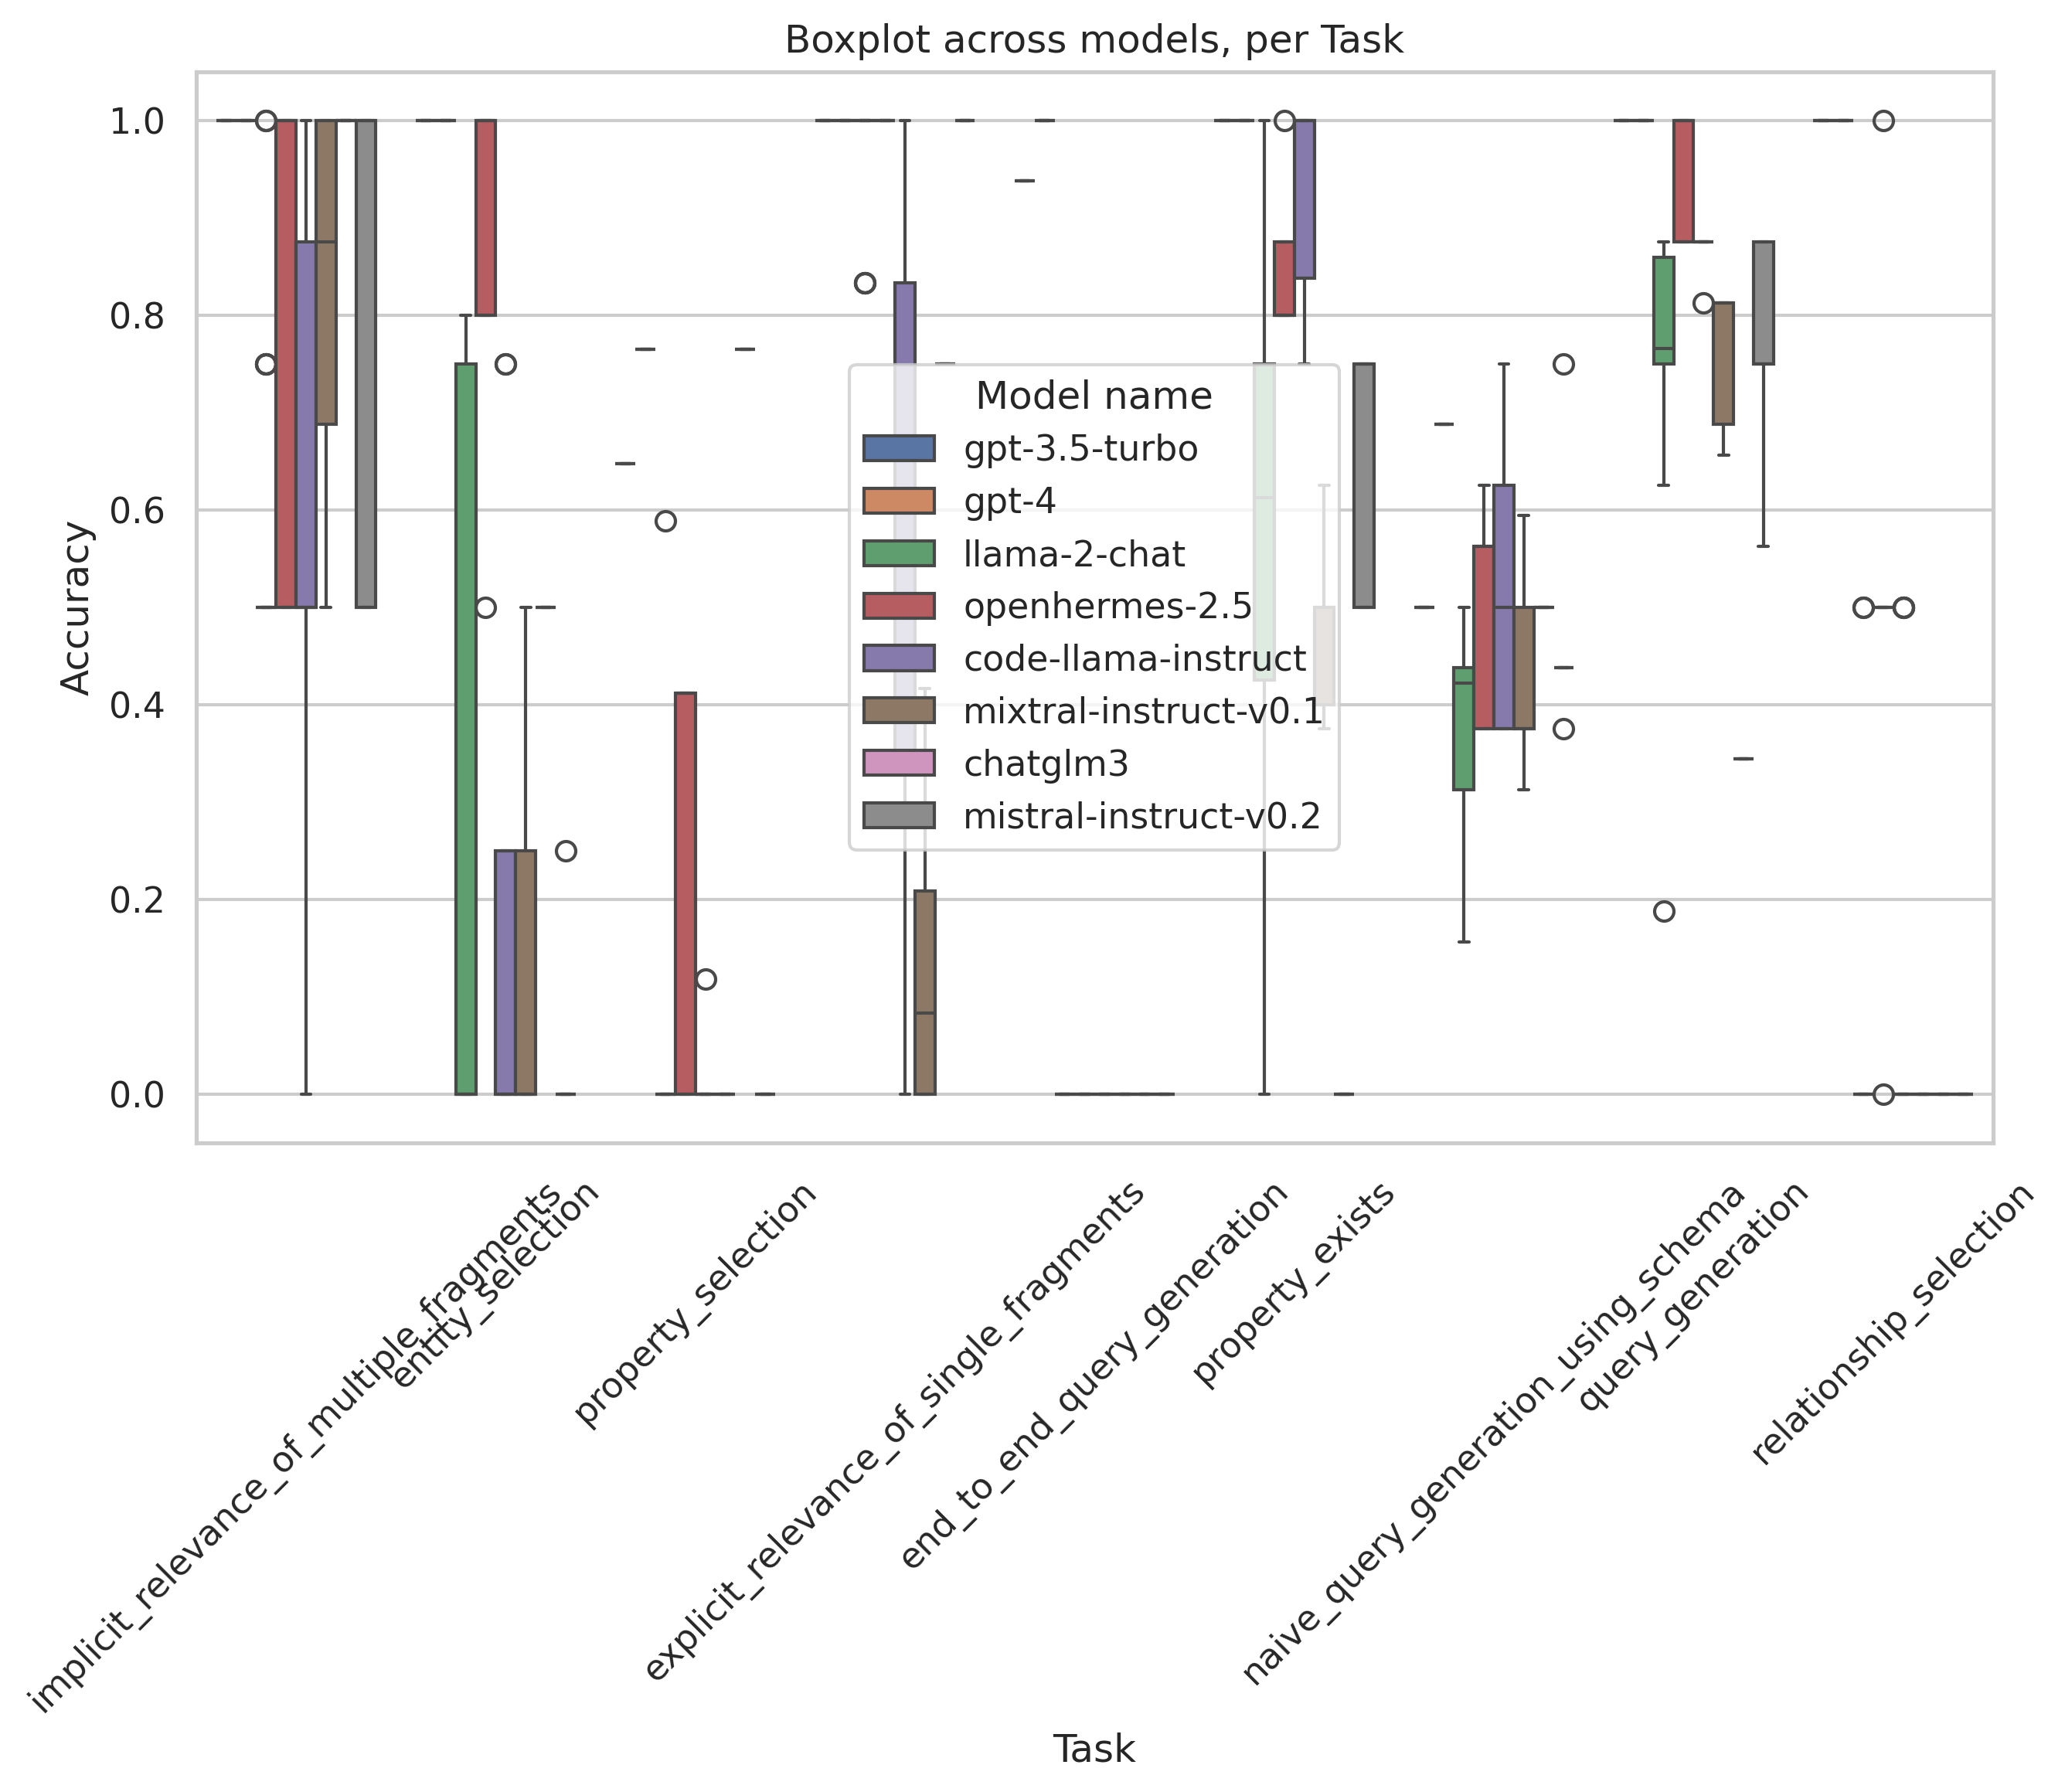 Boxplot across models, per Task
Accuracy
1.0
0.8
0.6
0.4
0.2
0.0
Model name
gpt-3.5-turbo
gpt-4
llama-2-chat
openhermes-2.5
code-llama-instruct
mixtral-instruct-v0.1
chatglm3
mistral-instruct-v0.2
implicit_relevance_of_multiple_fragments
entity_selection
property_selection
explicit_relevance_of_single_fragments
end_to_end_query_generation
property_exists
naive_query_generation_using_schema
query_generation
relationship_selection
Task